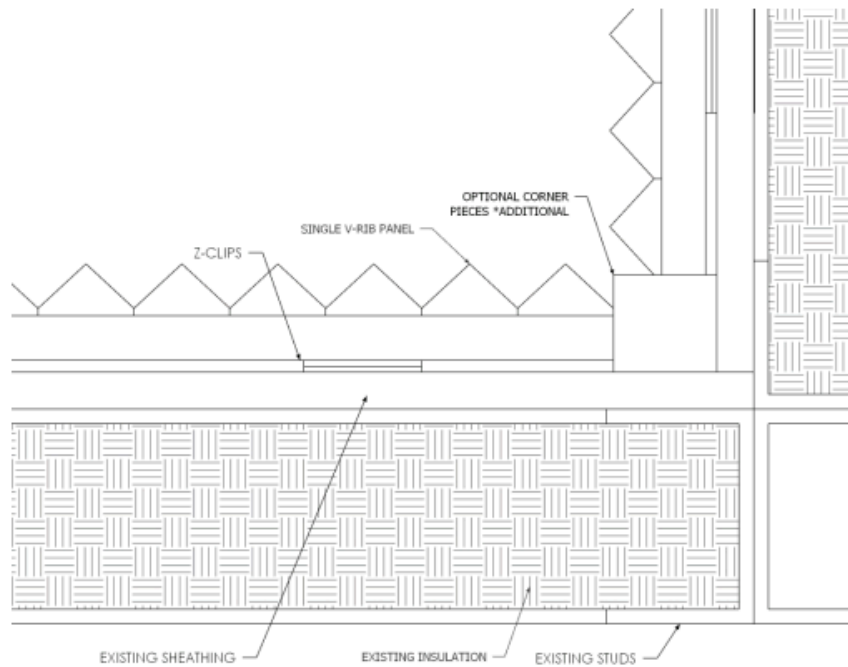 OPTIONAL CORNER
PIECES *ADDITIONAL
SINGLE V-RIB PANEL
Z-CLIPS
EXISTING SHEATHING
EXISTING INSULATION
EXISTING STUDS